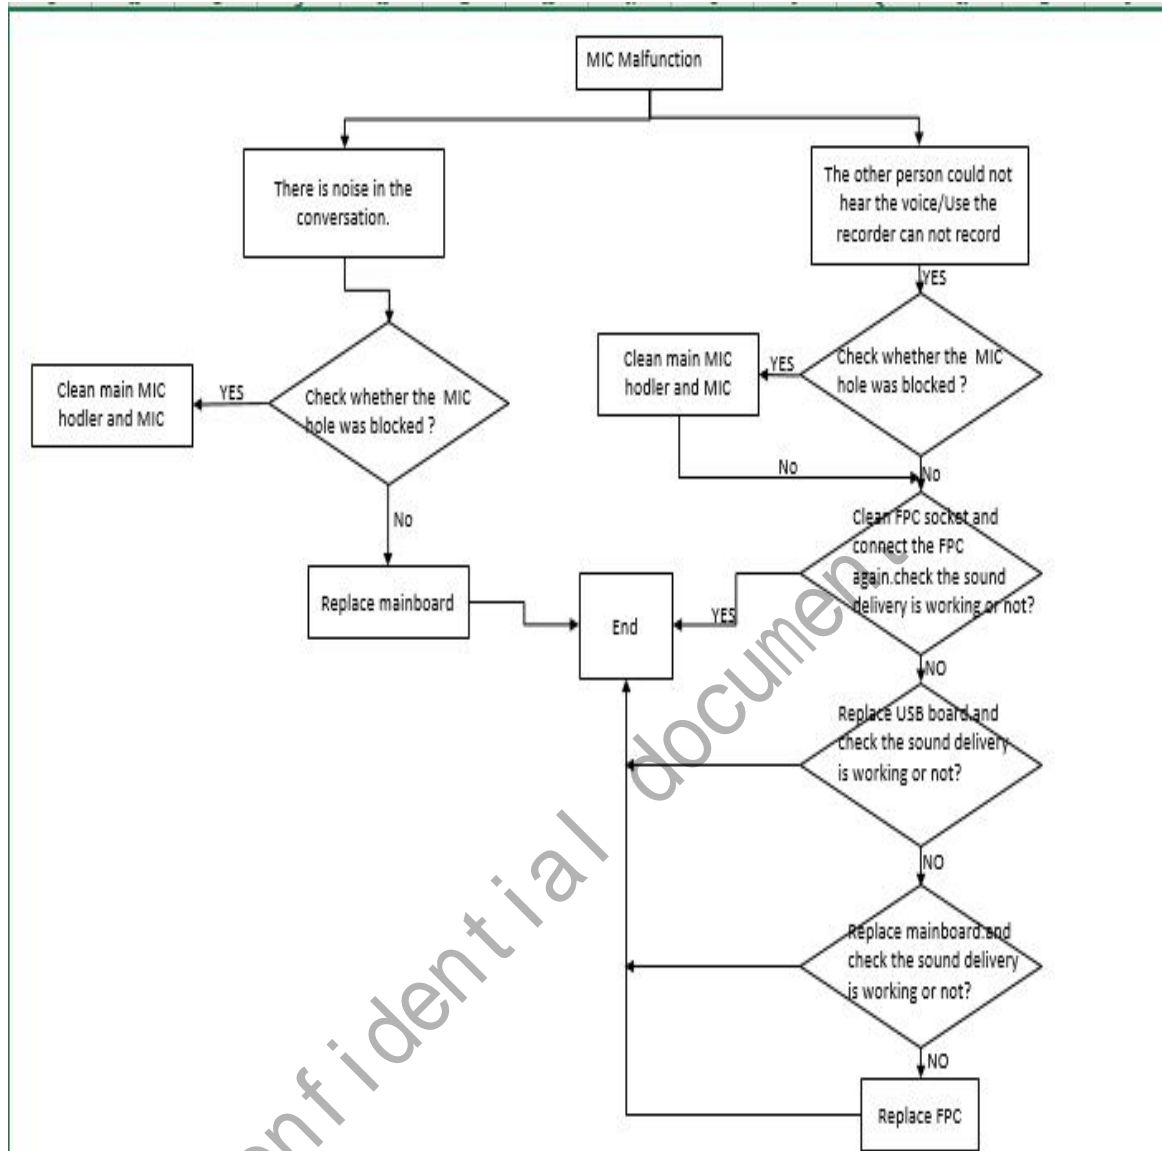 MIC Malfunction
There is noise in the
conversation.
The other person could not
hear the voice/Use the
recorder can not record
YES
Check whether the MIC
hole was blocked ?
YES
Clean main MIC
hodler and MIC
Check whether the MIC
hole was blocked ?
YES
Clean main MIC
hodler and MIC
No
No
No
Clean FPC socket and
connect the FPC
again.check the sound
delivery is working or not?
Replace mainboard
End
YES
NO
Replace USB board.and
check the sound delivery
is working or not?
NO
Replace mainboard.and
check the sound delivery
is working or not?
NO
Replace FPC
nfidential document